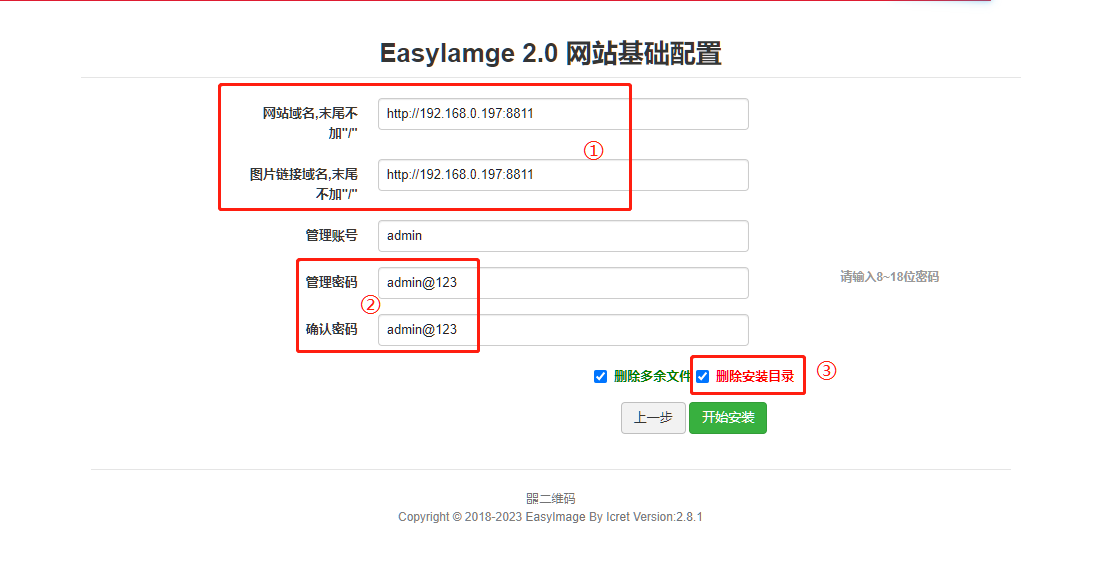 EasyIamge 2.0 网站基础配置
网站域名,末尾不
加"/"
http://192.168.0.197:8811
①
图片链接域名,末尾
不加"/"
http://192.168.0.197:8811
管理账号
admin
管理密码
admin@123
请输入8~18位密码
②
确认密码
admin@123
删除多余文件
删除安装目录
③
上一步
开始安装
二维码
Copyright © 2018-2023 EasyImage By Icret Version:2.8.1